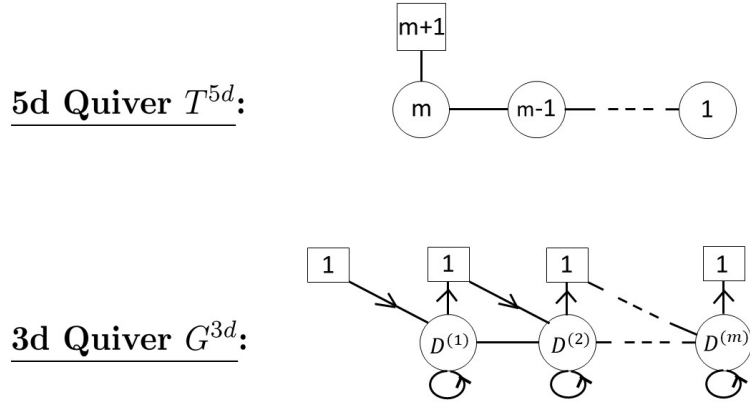 m+1
5d Quiver $T^{5d}$:
m m-1 1
1 1 1 1
3d Quiver $G^{3d}$:
$D^{(1)}$ $D^{(2)}$ $D^{(m)}$